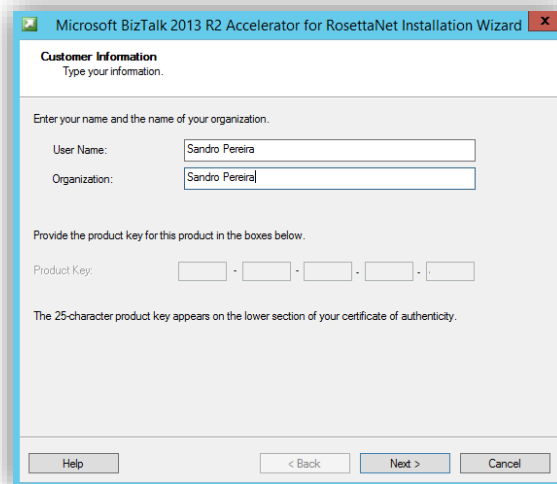 Microsoft BizTalk 2013 R2 Accelerator for RosettaNet Installation Wizard x
Customer Information
Type your information.
Enter your name and the name of your organization.
User Name: Sandro Pereira
Organization: Sandro Pereira
Provide the product key for this product in the boxes below.
Product Key: - - - -
The 25-character product key appears on the lower section of your certificate of authenticity.
Help < Back Next > Cancel